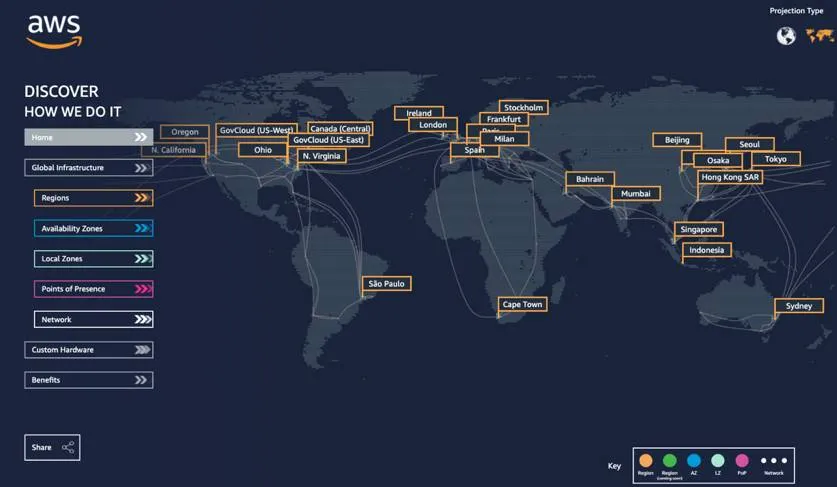 aws
Projection Type
DISCOVER
HOW WE DO IT
Home
Global Infrastructure
Regions
Availability Zones
Local Zones
Points of Presence
Network
Custom Hardware
Benefits
Share
Oregon
GovCloud (US-West)
Canada (Central)
GovCloud (US-East)
N. California
Ohio
N. Virginia
São Paulo
Ireland
London
Stockholm
Frankfurt
Paris
Milan
Spain
Cape Town
Bahrain
Mumbai
Beijing
Seoul
Osaka
Tokyo
Hong Kong SAR
Singapore
Indonesia
Sydney
Key
Region
Region
(coming soon)
AZ
LZ
PoP
Network